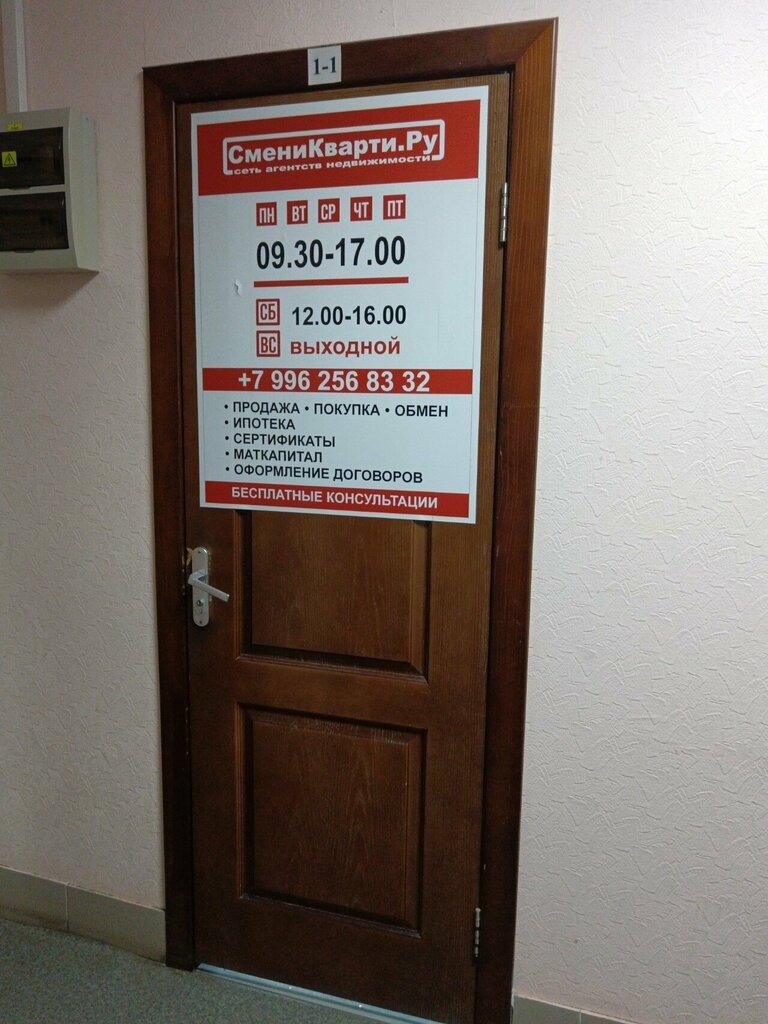 1-1
СмениКварти.Ру
сеть агентств недвижимости
ПН ВТ СР ЧТ ПТ
09.30-17.00
СБ 12.00-16.00
ВС ВЫХОДНОЙ
+7 996 256 83 32
• ПРОДАЖА • ПОКУПКА • ОБМЕН
• ИПОТЕКА
• СЕРТИФИКАТЫ
• МАТКАПИТАЛ
• ОФОРМЛЕНИЕ ДОГОВОРОВ
БЕСПЛАТНЫЕ КОНСУЛЬТАЦИИ